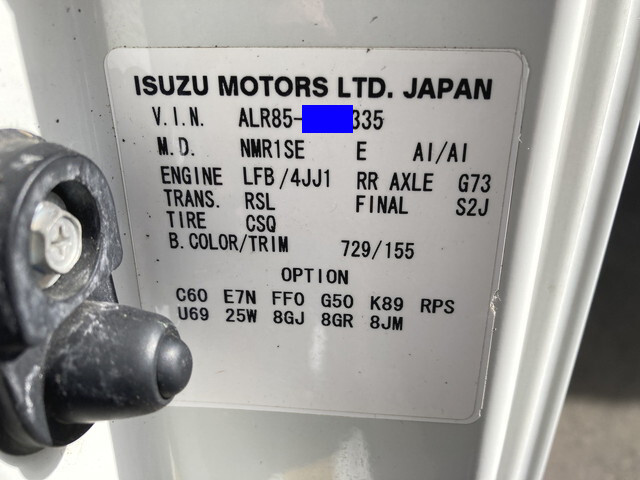 ISUZU MOTORS LTD. JAPAN
V.I.N. ALR85- 335
M.D. NMR1SE E AI/AI
ENGINE LFB/4JJ1 RR AXLE G73
TRANS. RSL FINAL S2J
TIRE CSQ
B.COLOR/TRIM 729/155
OPTION
C60 E7N FF0 G50 K89 RPS
U69 25W 8GJ 8GR 8JM